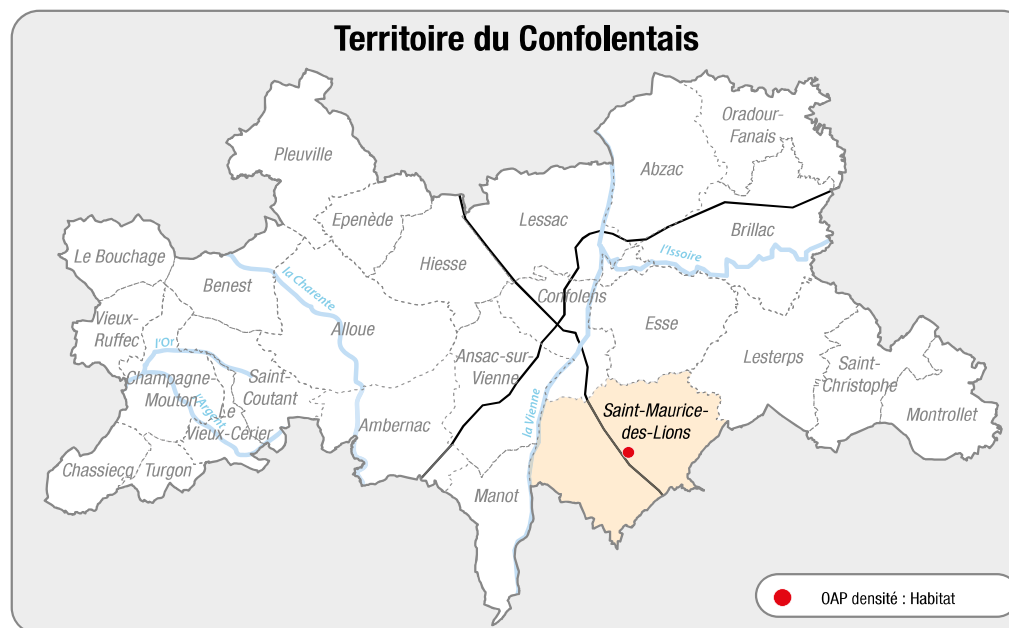 Territoire du Confolentais
Oradour-
Fanais
Pleuville
Abzac
Epenède
Lessac
Brillac
Le Bouchage
l'Issoire
Hiesse
Benest
la Charente
Confolens
Vieux-
Ruffec
Alloue
Esse
l'Or
Ansac-sur-
Vienne
Lesterps
Saint-
Christophe
Champagne-
Mouton
l'Argent
Saint-
Coutant
la Vienne
Le
Vieux-Cérier
Ambernac
Saint-Maurice-
des-Lions
Montrollet
Chassiecq
Turgon
Manot
OAP densité : Habitat